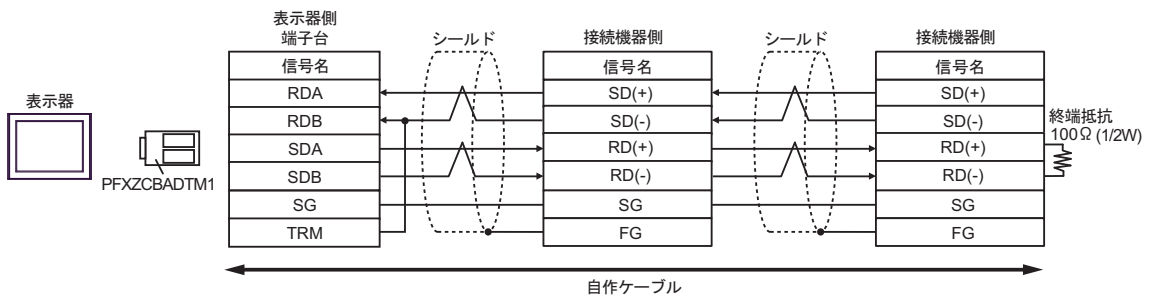 表示器側
端子台
シールド
接続機器側
シールド
接続機器側
信号名
信号名
信号名
RDA
SD(+)
SD(+)
表示器
RDB
SD(-)
SD(-)
終端抵抗
100Ω (1/2W)
SDA
RD(+)
RD(+)
PFXZCBADTM1
SDB
RD(-)
RD(-)
SG
SG
SG
TRM
FG
FG
自作ケーブル